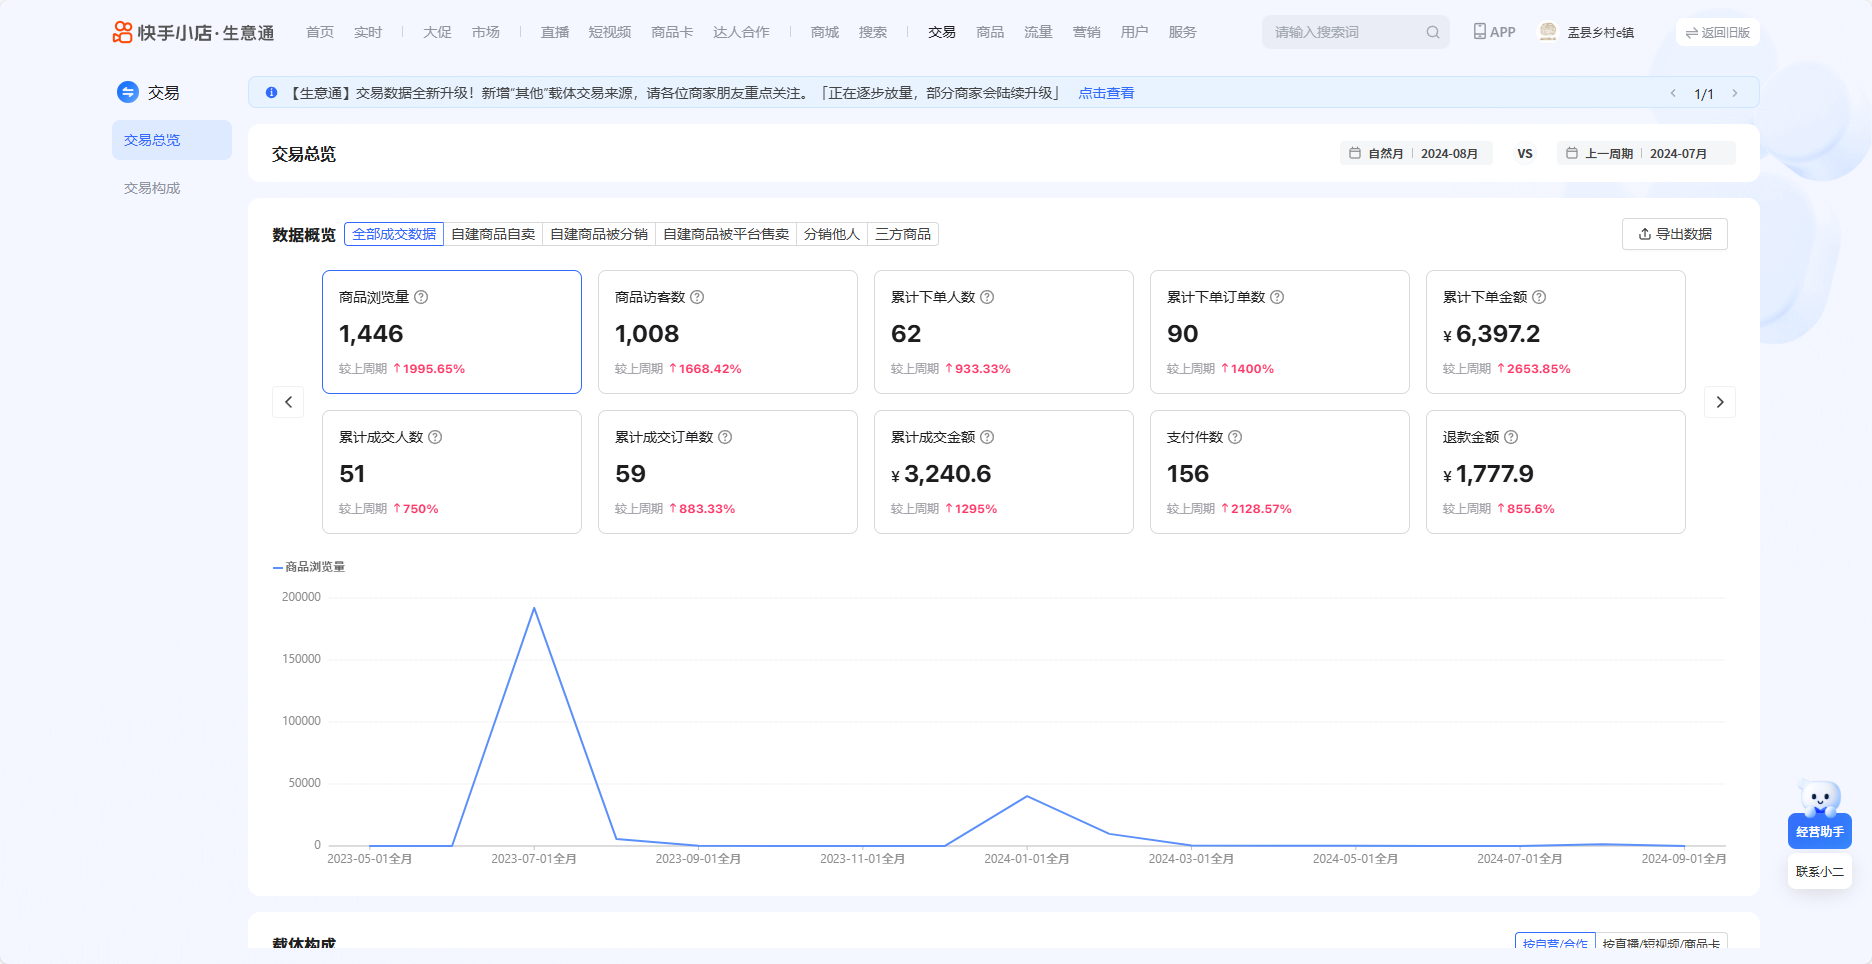 快手小店·生意通 首页 实时 大促 市场 直播 短视频 商品卡 达人合作 商城 搜索 交易 商品 流量 营销 用户 服务 请输入搜索词 APP 盂县乡村e镇 返回旧版
交易
【生意通】交易数据全新升级！新增“其他”载体交易来源，请各位商家朋友重点关注。「正在逐步放量，部分商家会陆续升级」 点击查看 1/1
交易总览
交易构成
交易总览 自然月 2024-08月 VS 上一周期 2024-07月
数据概览 全部成交数据 自建商品自卖 自建商品被分销 自建商品被平台售卖 分销他人 三方商品 导出数据
商品浏览量 商品访客数 累计下单人数 累计下单订单数 累计下单金额
1,446 1,008 62 90 ¥ 6,397.2
较上周期 ↑1995.65% 较上周期 ↑1668.42% 较上周期 ↑933.33% 较上周期 ↑1400% 较上周期 ↑2653.85%
累计成交人数 累计成交订单数 累计成交金额 支付件数 退款金额
51 59 ¥ 3,240.6 156 ¥ 1,777.9
较上周期 ↑750% 较上周期 ↑883.33% 较上周期 ↑1295% 较上周期 ↑2128.57% 较上周期 ↑855.6%
商品浏览量
200000
150000
100000
50000
0
2023-05-01全月 2023-07-01全月 2023-09-01全月 2023-11-01全月 2024-01-01全月 2024-03-01全月 2024-05-01全月 2024-07-01全月 2024-09-01全月
经营助手
联系小二
载体构成 按自营/合作 按直播/短视频/商品卡